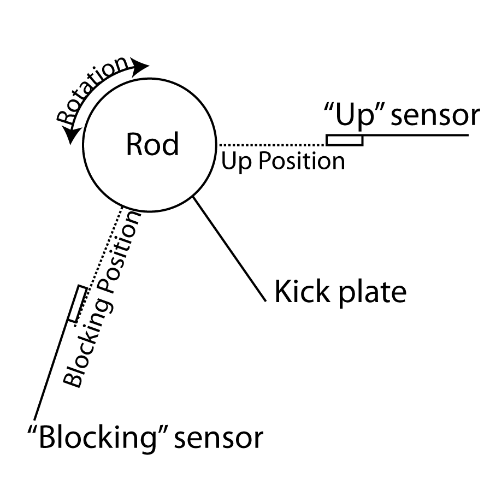 Rotation
"Up" sensor
Rod
Up Position
Blocking Position
Kick plate
"Blocking" sensor